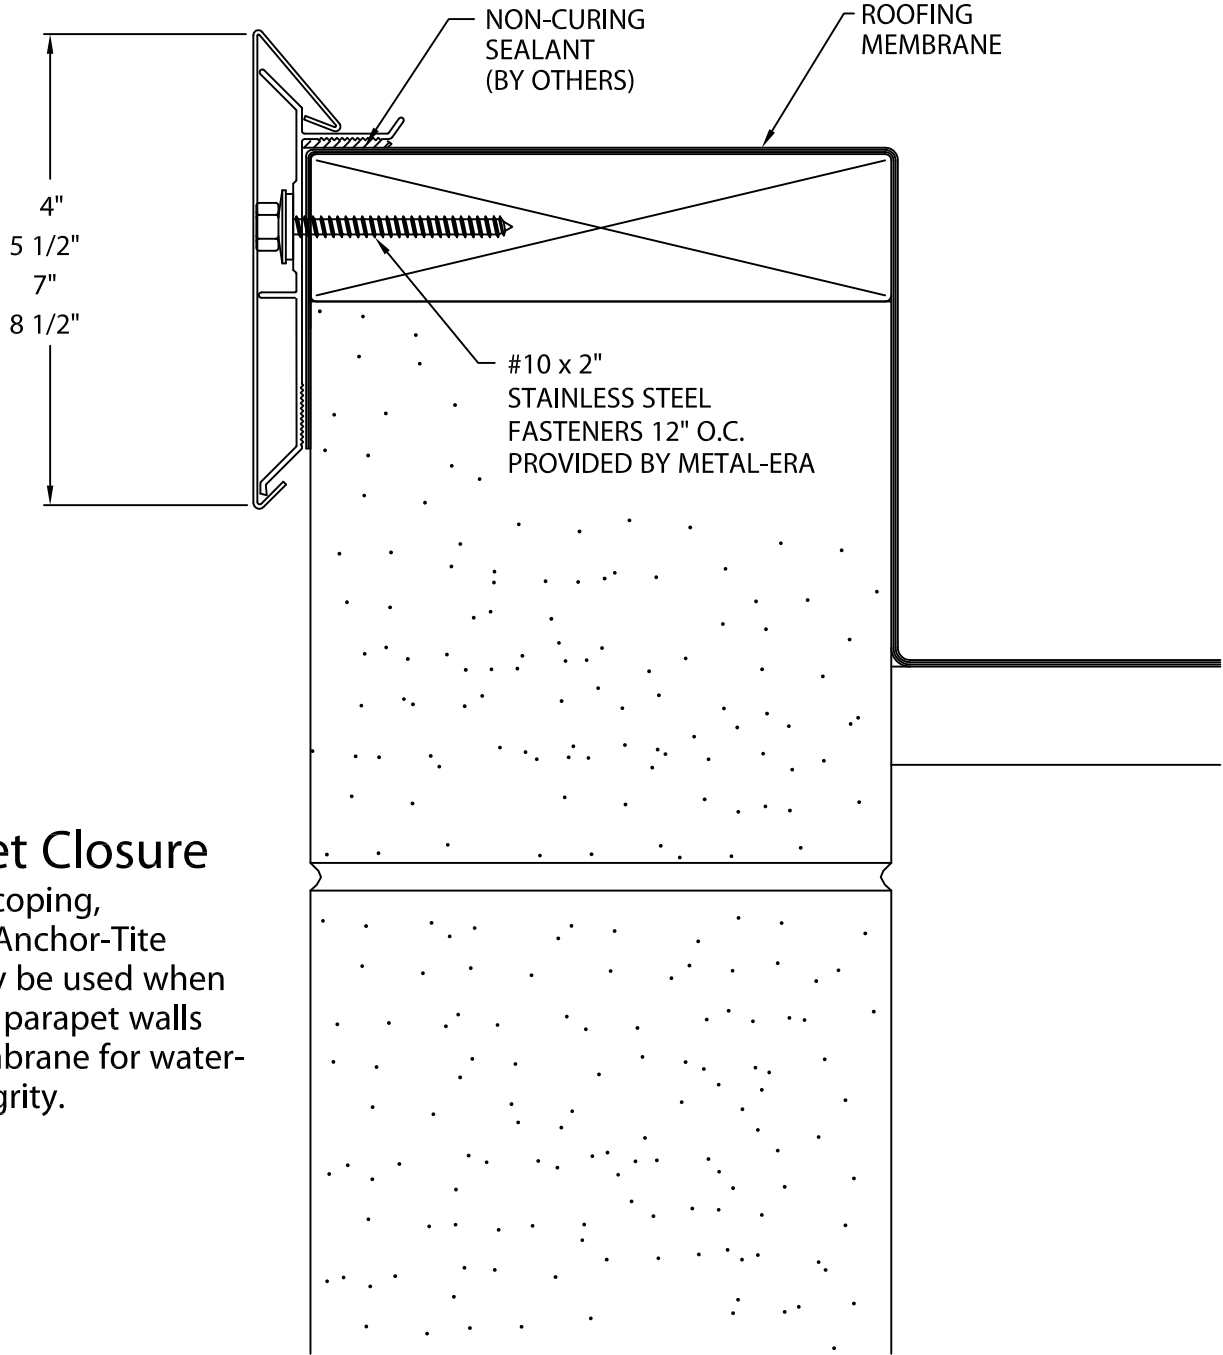 NON-CURING
SEALANT
(BY OTHERS)
ROOFING
MEMBRANE
4"
5 1/2"
7"
8 1/2"
#10 x 2"
STAINLESS STEEL
FASTENERS 12" O.C.
PROVIDED BY METAL-ERA
et Closure
coping,
Anchor-Tite
y be used when
parapet walls
brane for water-
grity.